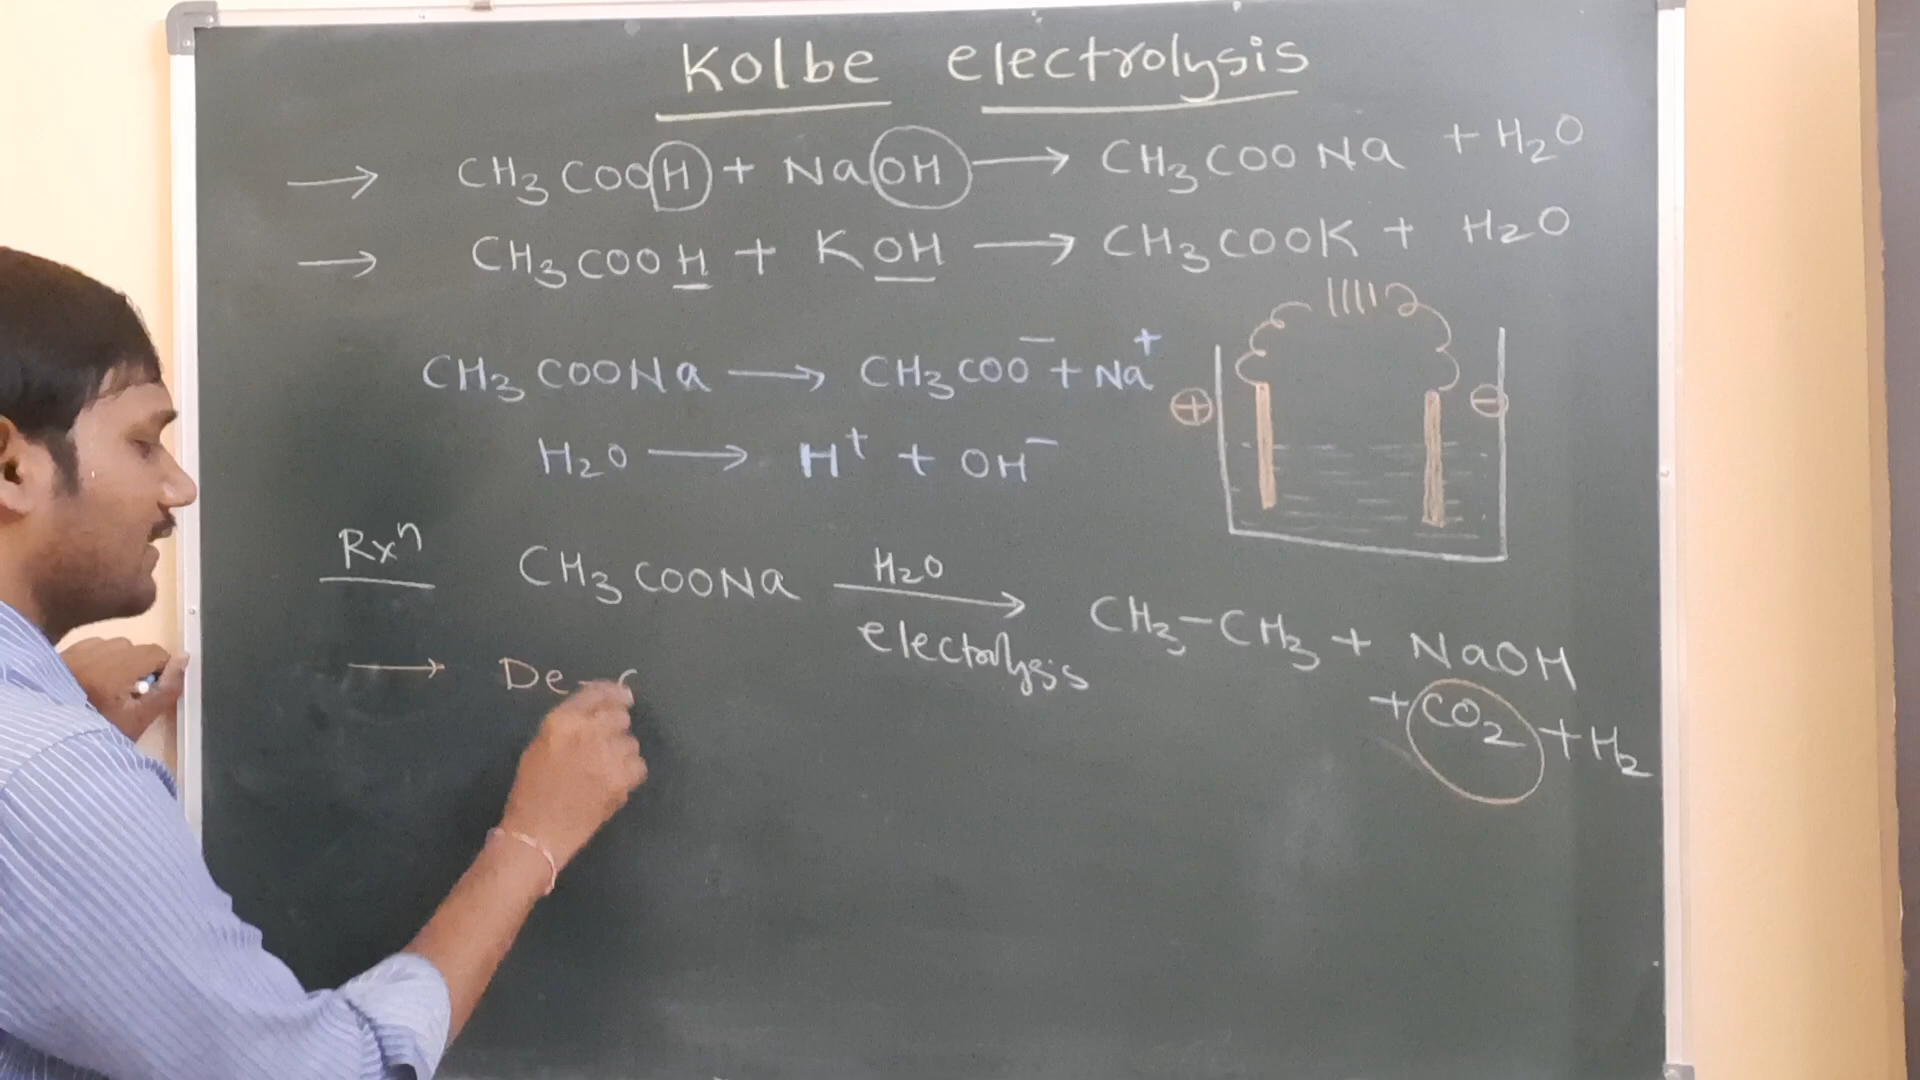 Kolbe electrolysis
→ CH₃COOH + NaOH → CH₃COONa + H₂O
→ CH₃COOH + KOH → CH₃COOK + H₂O
CH₃COONa → CH₃COO⁻ + Na⁺
⊕ ⊖
H₂O → H⁺ + OH⁻
Rxⁿ CH₃COONa H₂O → electrolysis CH₃-CH₃ + NaOH
+ CO₂ + H₂
→ De-c